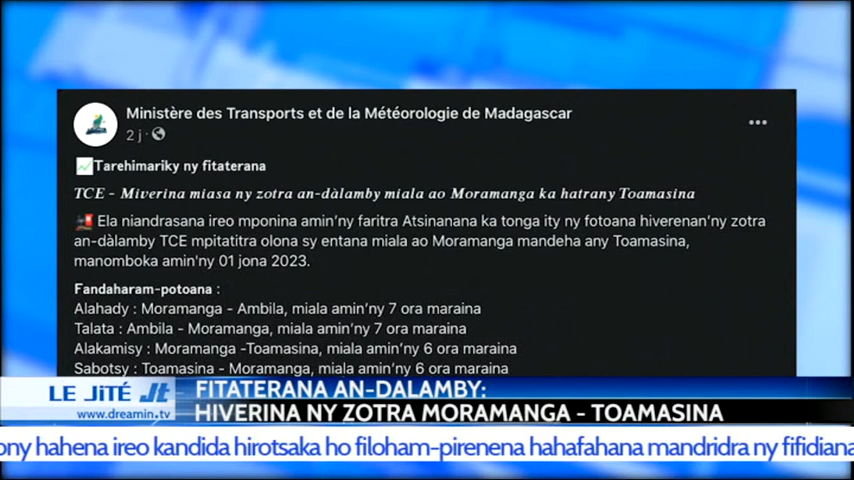 Ministère des Transports et de la Météorologie de Madagascar
2 j ·
Tarehimariky ny fitaterana
TCE - Miverina miasa ny zotra an-dàlamby miala ao Moramanga ka hatrany Toamasina
Ela niandrasana ireo mponina amin'ny faritra Atsinanana ka tonga ity ny fotoana hiverenan'ny zotra
an-dàlamby TCE mpitatitra olona sy entana miala ao Moramanga mandeha any Toamasina,
manomboka amin'ny 01 jona 2023.
Fandaharam-potoana :
Alahady : Moramanga - Ambila, miala amin'ny 7 ora maraina
Talata : Ambila - Moramanga, miala amin'ny 7 ora maraina
Alakamisy : Moramanga -Toamasina, miala amin'ny 6 ora maraina
Sabotsy : Toamasina - Moramanga, miala amin'ny 6 ora maraina
LE JiTÉ Jt
www.dreamin.tv
FITATERANA AN-DALAMBY:
HIVERINA NY ZOTRA MORAMANGA - TOAMASINA
ony hahena ireo kandida hirotsaka ho filoham-pirenena hahafahana mandridra ny fifidiana